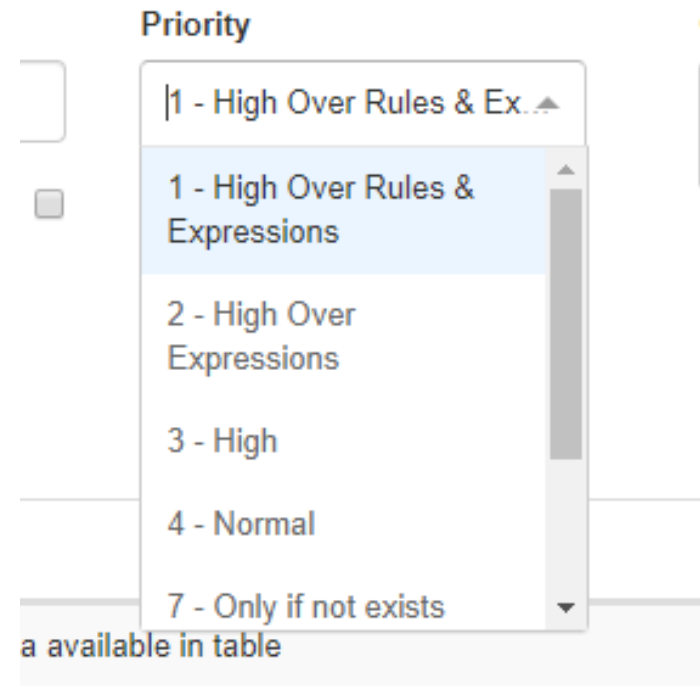 Priority
1 - High Over Rules & Ex...
1 - High Over Rules &
Expressions
2 - High Over
Expressions
3 - High
4 - Normal
7 - Only if not exists
a available in table